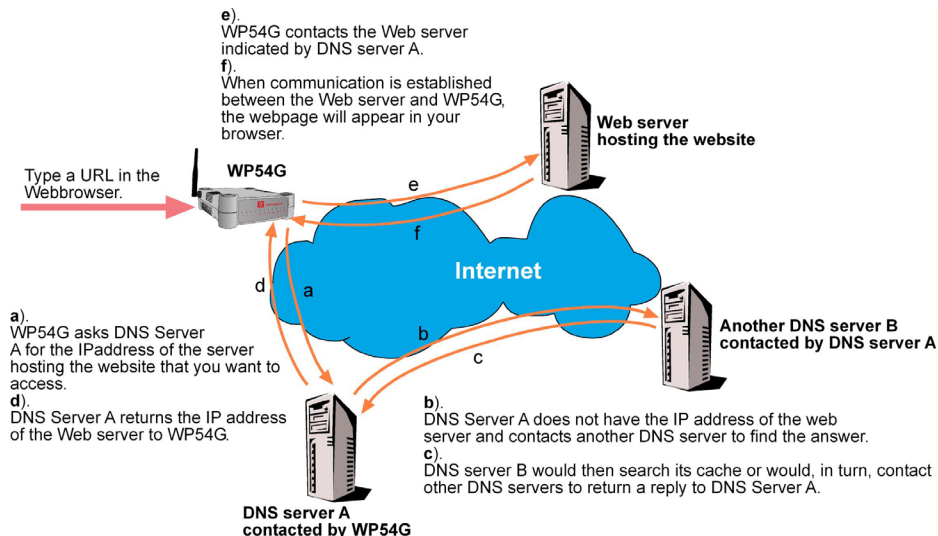 e).
WP54G contacts the Web server
indicated by DNS server A.
f).
When communication is established
between the Web server and WP54G,
the webpage will appear in your
browser.
Web server
hosting the website
Type a URL in the
Webbrowser.
WP54G
e
f
Internet
d
a
b
c
a).
WP54G asks DNS Server
A for the IPaddress of the server
hosting the website that you want to
access.
d).
DNS Server A returns the IP address
of the Web server to WP54G.
Another DNS server B
contacted by DNS server A
b).
DNS Server A does not have the IP address of the web
server and contacts another DNS server to find the answer.
c).
DNS server B would then search its cache or would, in turn, contact
other DNS servers to return a reply to DNS Server A.
DNS server A
contacted by WP54G